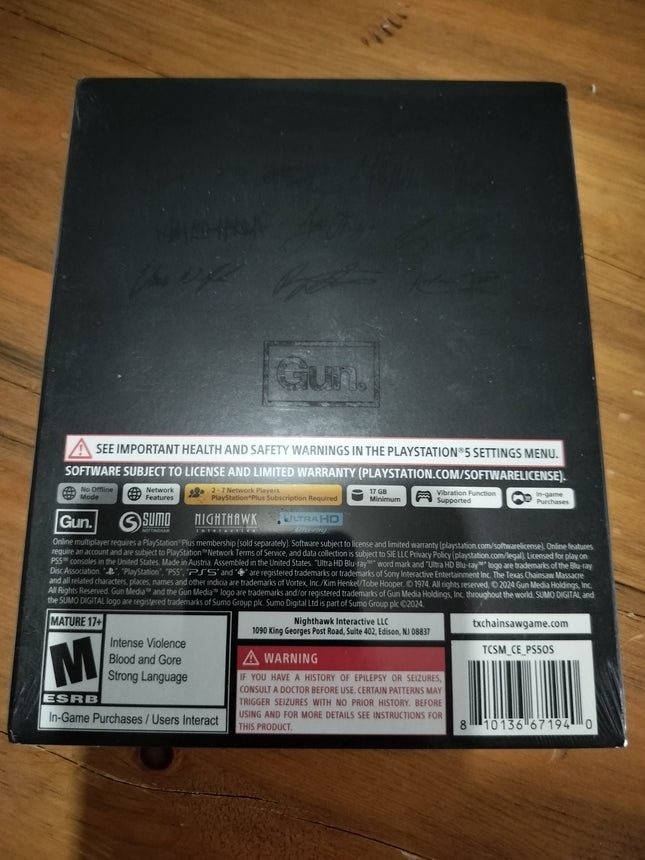 Gun.
SEE IMPORTANT HEALTH AND SAFETY WARNINGS IN THE PLAYSTATION®5 SETTINGS MENU.
SOFTWARE SUBJECT TO LICENSE AND LIMITED WARRANTY (PLAYSTATION.COM/SOFTWARELICENSE).
No Offline Mode
Network Features
2 - 7 Network Players
PlayStation®Plus Subscription Required
17 GB Minimum
Vibration Function Supported
In-game Purchases
Gun. SUMO NOTTINGHAM NIGHTHAWK INTERACTIVE ULTRA HD
Online multiplayer requires a PlayStation®Plus membership (sold separately). Software subject to license and limited warranty (playstation.com/softwarelicense). Online features
require an account and are subject to PlayStation™Network Terms of Service, and data collection is subject to SIE LLC Privacy Policy (playstation.com/legal). Licensed for play on
PS5™ consoles in the United States. Made in Austria. Assembled in the United States. "Ultra HD Blu-ray™" word mark and "Ultra HD Blu-ray™" logo are trademarks of the Blu-ray
Disc Association. "PlayStation", "PS5", "PS5" and are registered trademarks or trademarks of Sony Interactive Entertainment Inc. The Texas Chainsaw Massacre
and all related characters, places, names and other indicia are trademarks of Vortex, Inc./Kim Henkel/Tobe Hooper. ©1974. All rights reserved. © 2024 Gun Media Holdings, Inc.
All Rights Reserved. Gun Media™ and the Gun Media™ logo are trademarks and/or registered trademarks of Gun Media Holdings, Inc. throughout the world. SUMO DIGITAL and
the SUMO DIGITAL logo are registered trademarks of Sumo Group plc. Sumo Digital Ltd is part of Sumo Group plc ©2024.
MATURE 17+
M
ESRB
Intense Violence
Blood and Gore
Strong Language
In-Game Purchases / Users Interact
Nighthawk Interactive LLC
1090 King Georges Post Road, Suite 402, Edison, NJ 08837
WARNING
IF YOU HAVE A HISTORY OF EPILEPSY OR SEIZURES,
CONSULT A DOCTOR BEFORE USE. CERTAIN PATTERNS MAY
TRIGGER SEIZURES WITH NO PRIOR HISTORY. BEFORE
USING AND FOR MORE DETAILS SEE INSTRUCTIONS FOR
THIS PRODUCT.
txchainsawgame.com
TCSM_CE_PS5OS
8 10136 67194 0